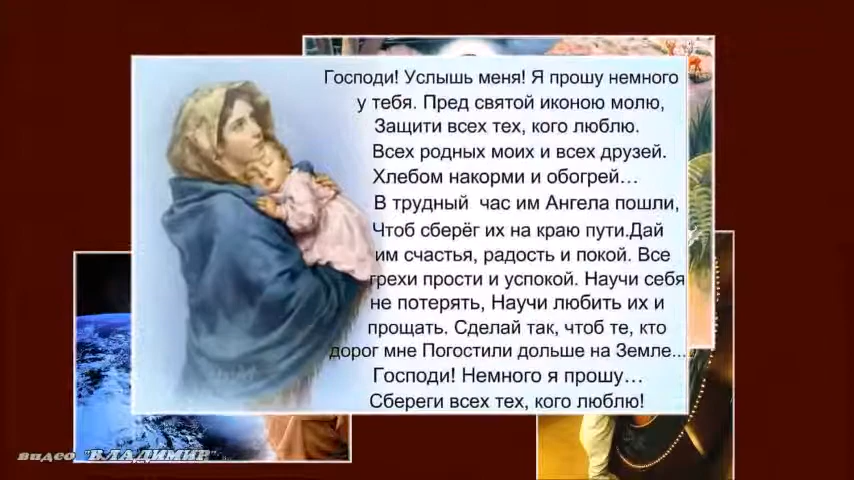 Господи! Услышь меня! Я прошу немного
у тебя. Пред святой иконою молю,
Защити всех тех, кого люблю.
Всех родных моих и всех друзей.
Хлебом накорми и обогрей...
В трудный час им Ангела пошли,
Чтоб сберёг их на краю пути.Дай
им счастья, радость и покой. Все
грехи прости и успокой. Научи себя
не потерять, Научи любить их и
прощать. Сделай так, чтоб те, кто
дорог мне Погостили дольше на Земле....
Господи! Немного я прошу...
Сбереги всех тех, кого люблю!
видео "ВЛАДИМИР"